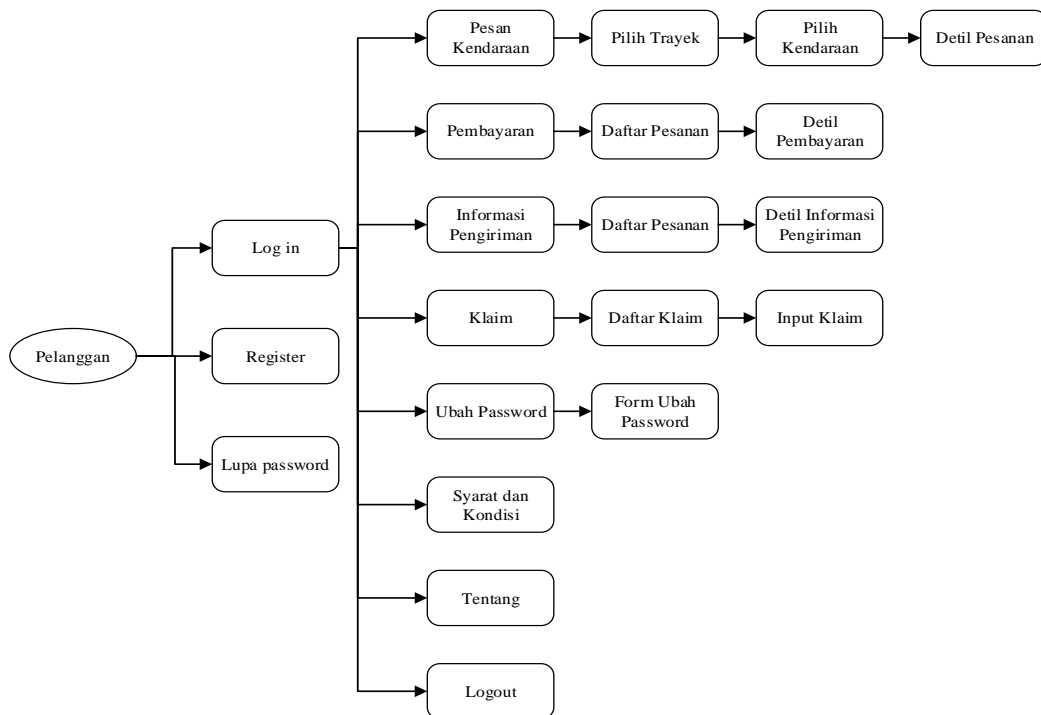 Pesan
Kendaraan
Pilih Trayek
Pilih
Kendaraan
Detil Pesanan
Pembayaran
Daftar Pesanan
Detil
Pembayaran
Informasi
Pengiriman
Daftar Pesanan
Detil Informasi
Pengiriman
Log in
Klaim
Daftar Klaim
Input Klaim
Pelanggan
Register
Ubah Password
Form Ubah
Password
Lupa password
Syarat dan
Kondisi
Tentang
Logout